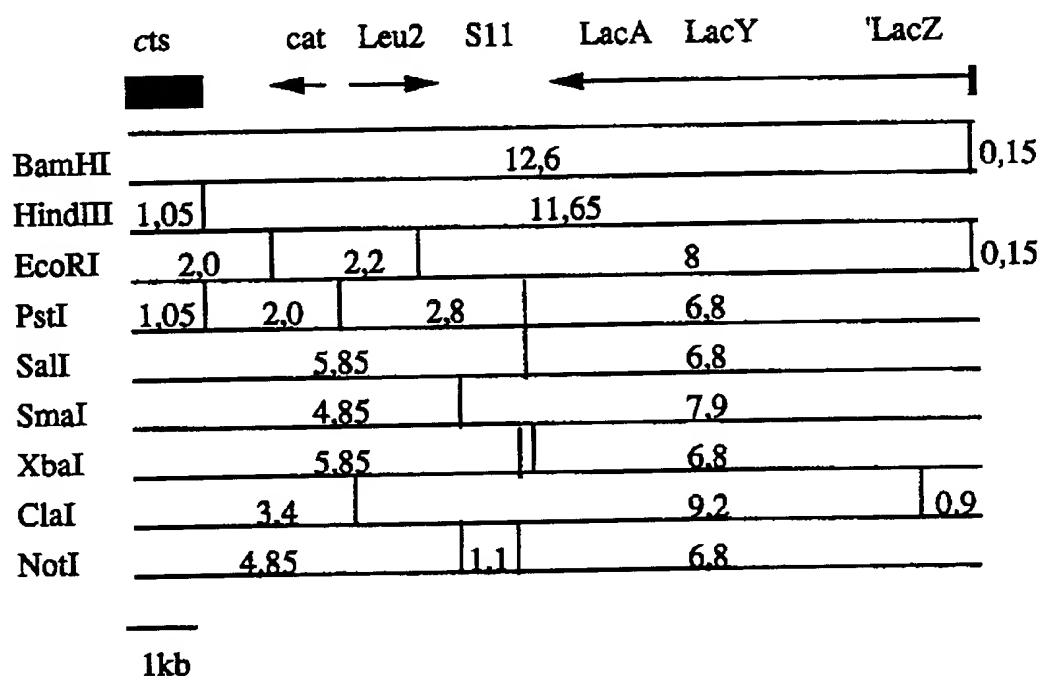 cts cat Leu2 S11 LacA LacY 'LacZ
BamHI 12,6 0,15
HindIII 1,05 11,65
EcoRI 2,0 2,2 8 0,15
PstI 1,05 2,0 2,8 6,8
SalI 5,85 6,8
SmaI 4,85 7,9
XbaI 5,85 6,8
ClaI 3,4 9,2 0,9
NotI 4,85 1,1 6,8
1kb